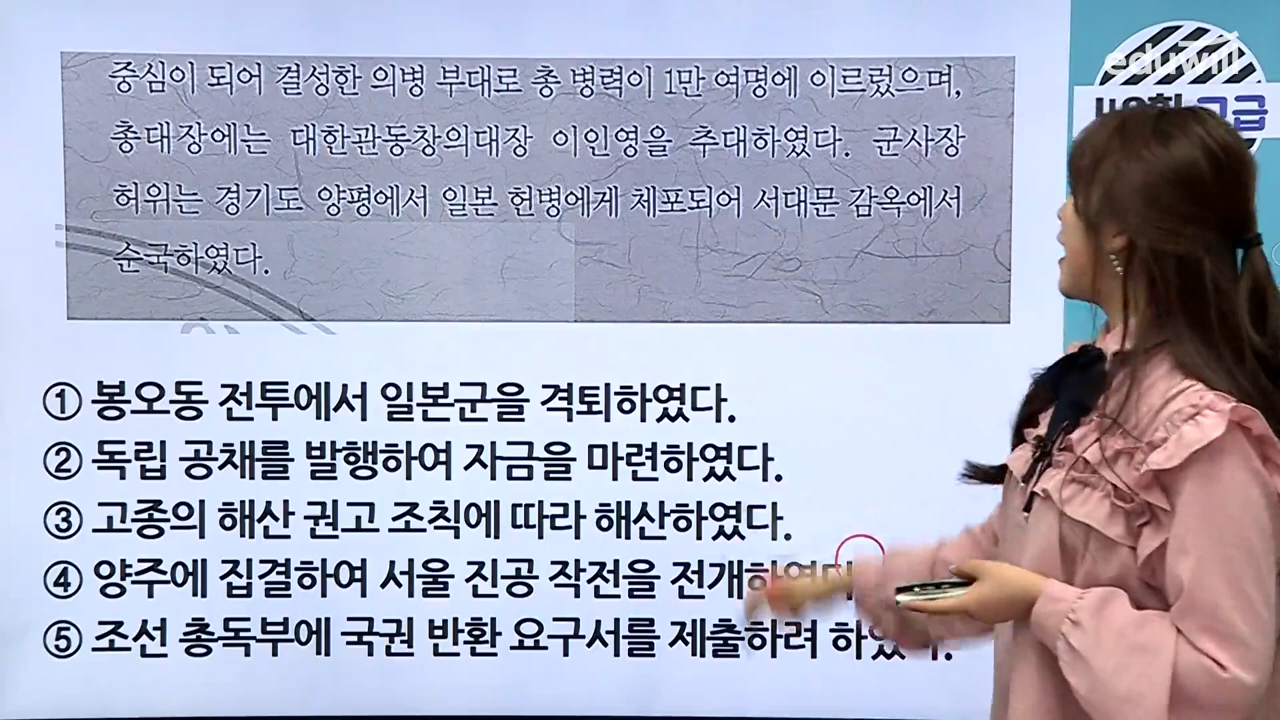 eduwill
고급
중심이 되어 결성한 의병 부대로 총 병력이 1만 여명에 이르렀으며,
총대장에는 대한관동창의대장 이인영을 추대하였다. 군사장
허위는 경기도 양평에서 일본 헌병에게 체포되어 서대문 감옥에서
순국하였다.
① 봉오동 전투에서 일본군을 격퇴하였다.
② 독립 공채를 발행하여 자금을 마련하였다.
③ 고종의 해산 권고 조칙에 따라 해산하였다.
④ 양주에 집결하여 서울 진공 작전을 전개하였다
⑤ 조선 총독부에 국권 반환 요구서를 제출하려 하였다.